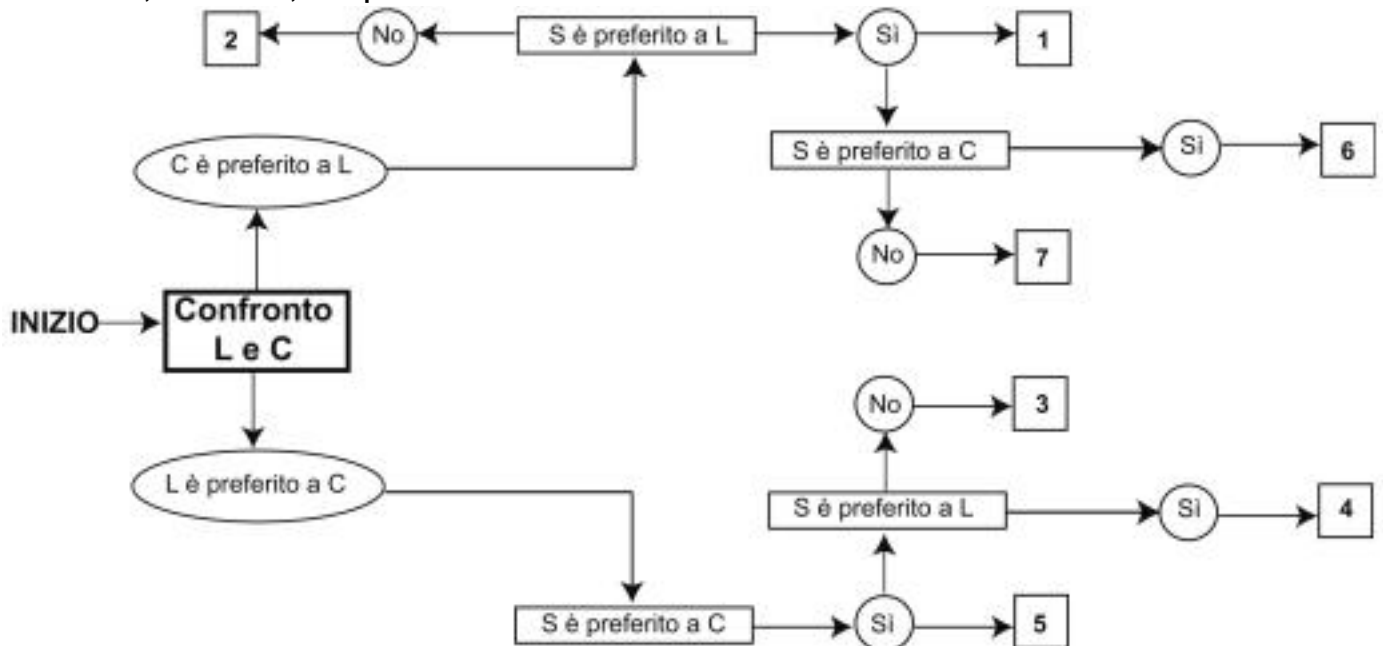 2
No
S è preferito a L
Sì
1
S è preferito a C
Sì
6
C è preferito a L
No
7
INIZIO
Confronto
L e C
No
3
L è preferito a C
S è preferito a L
Sì
4
S è preferito a C
Sì
5